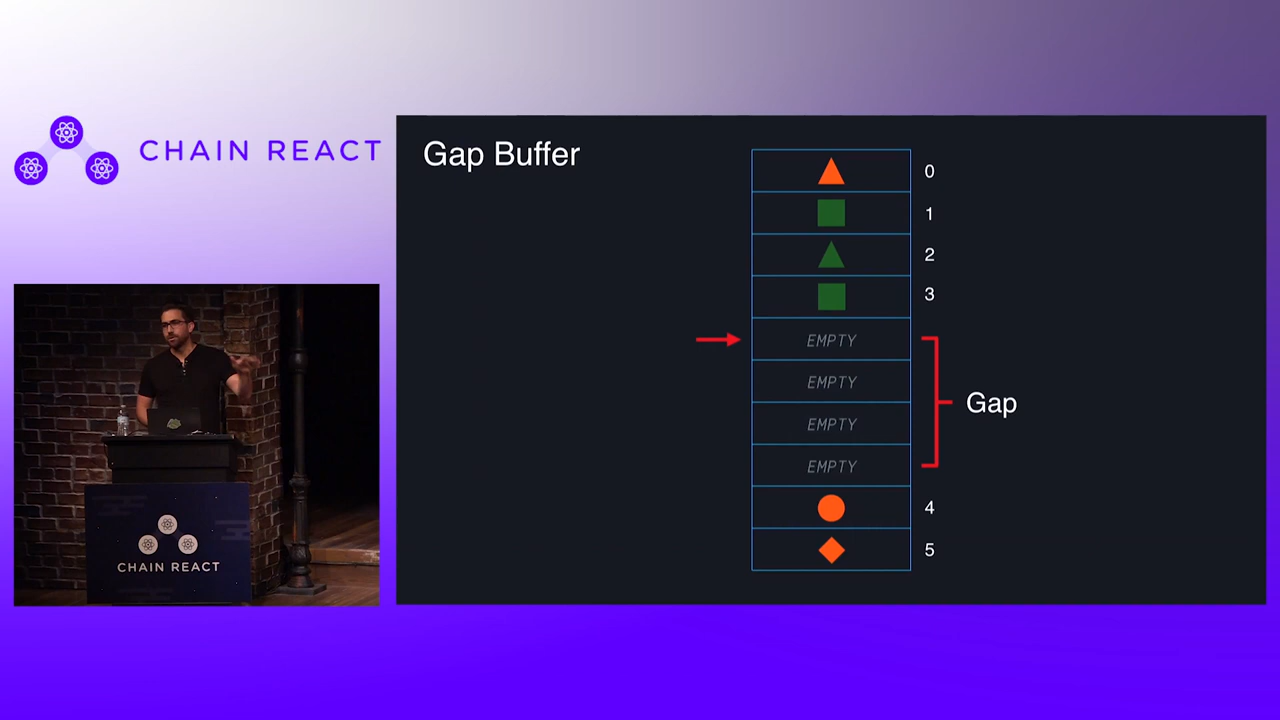 CHAIN REACT
Gap Buffer
0
1
2
3
EMPTY
EMPTY
EMPTY
EMPTY
Gap
4
5
CHAIN REACT